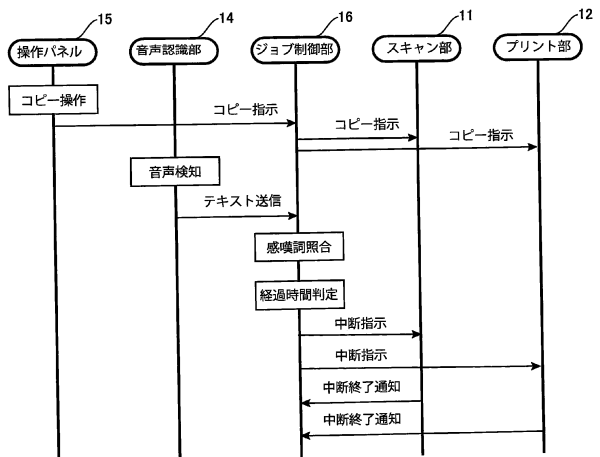 15
14
16
11
12
操作パネル
音声認識部
ジョブ制御部
スキャン部
プリント部
コピー操作
コピー指示
コピー指示
コピー指示
音声検知
テキスト送信
感嘆詞照合
経過時間判定
中断指示
中断指示
中断終了通知
中断終了通知